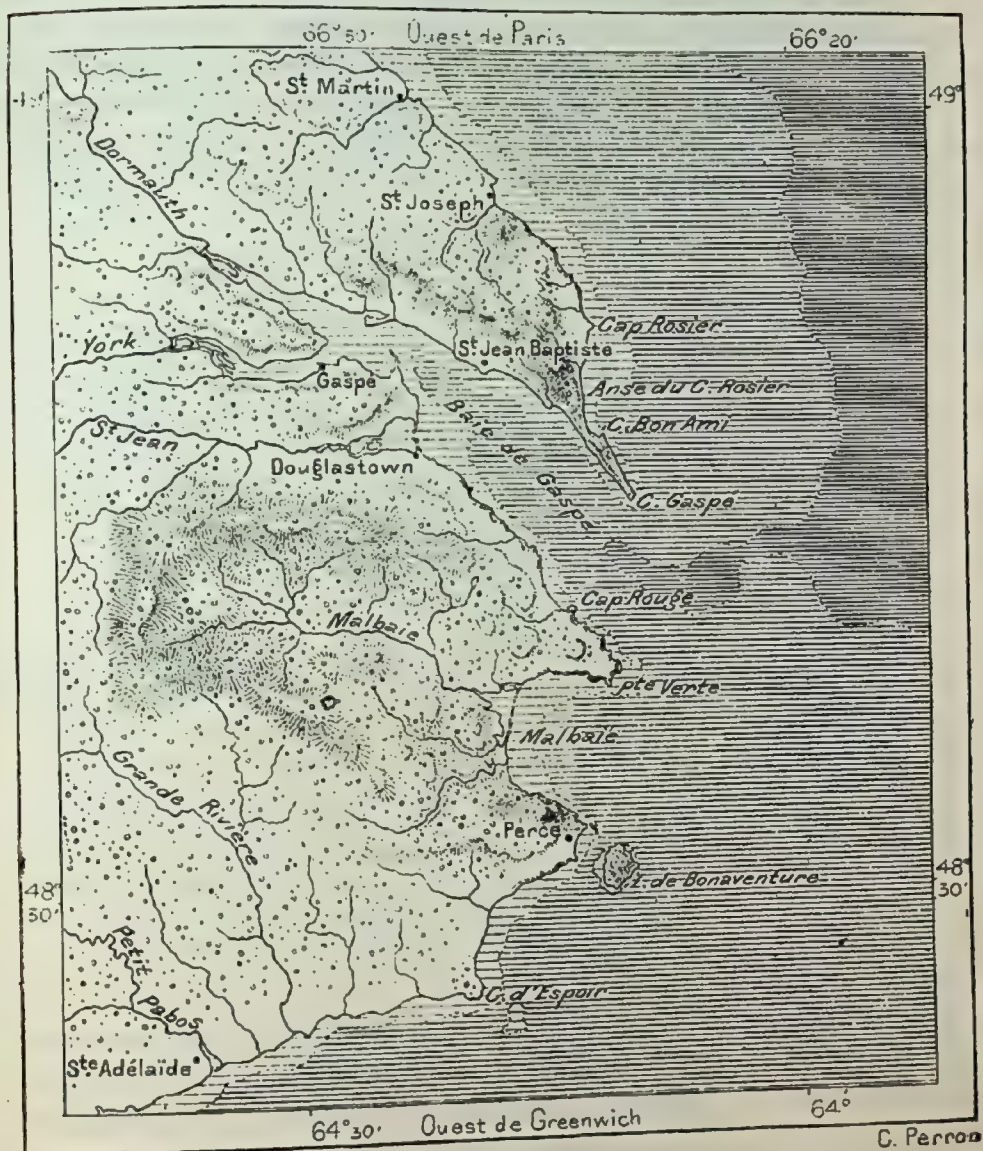 66°50' Ouest de Paris 66°20'
49° 49°
St Martin
Dormauth
St Joseph
Cap Rosier
St Jean Baptiste
York
Gaspé
Anse du C. Rosier
C. Bon Ami
St Jean
Baie de Gaspé
C. Gaspé
Douglastown
Cap Rouge
Malbaie
pte Verte
Malbaie
Grande Rivière
Percé
I. de Bonaventure
48° 48°
30' 30'
Petit Pabos
C. d'Espoir
Ste Adélaïde
64°30' Ouest de Greenwich 64°
C. Perron